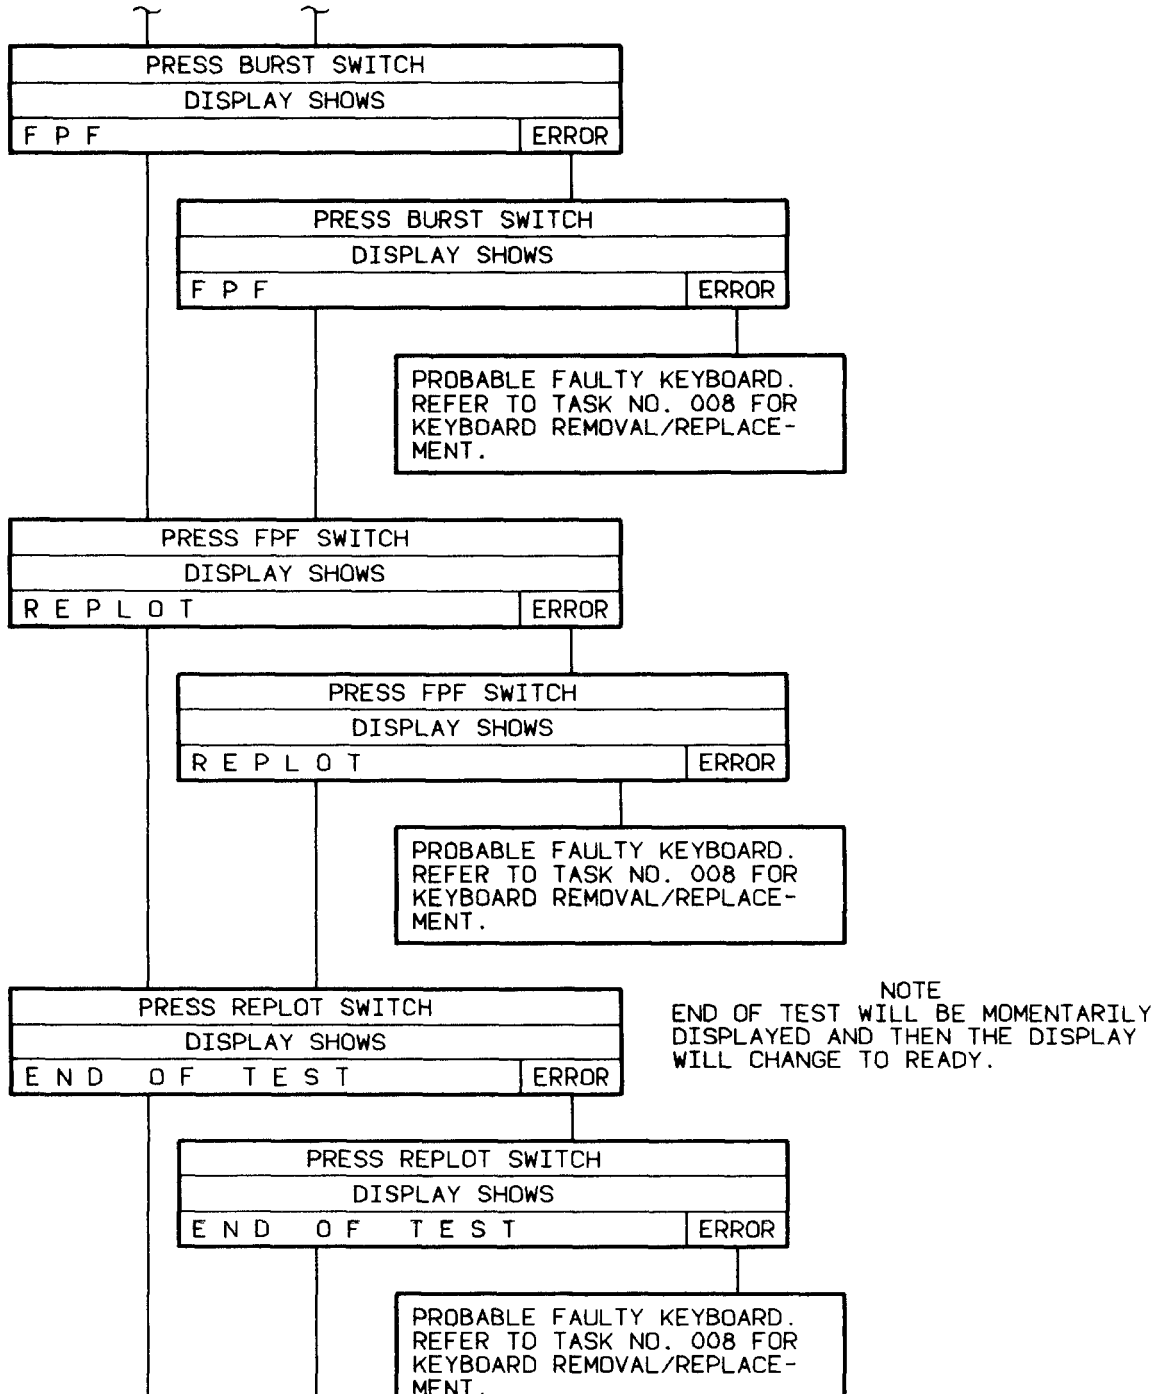 PRESS BURST SWITCH
DISPLAY SHOWS
F P F ERROR
PRESS BURST SWITCH
DISPLAY SHOWS
F P F ERROR
PROBABLE FAULTY KEYBOARD.
REFER TO TASK NO. 008 FOR
KEYBOARD REMOVAL/REPLACE-
MENT.
PRESS FPF SWITCH
DISPLAY SHOWS
R E P L O T ERROR
PRESS FPF SWITCH
DISPLAY SHOWS
R E P L O T ERROR
PROBABLE FAULTY KEYBOARD.
REFER TO TASK NO. 008 FOR
KEYBOARD REMOVAL/REPLACE-
MENT.
PRESS REPLOT SWITCH
DISPLAY SHOWS
E N D O F T E S T ERROR
NOTE
END OF TEST WILL BE MOMENTARILY
DISPLAYED AND THEN THE DISPLAY
WILL CHANGE TO READY.
PRESS REPLOT SWITCH
DISPLAY SHOWS
E N D O F T E S T ERROR
PROBABLE FAULTY KEYBOARD.
REFER TO TASK NO. 008 FOR
KEYBOARD REMOVAL/REPLACE-
MENT.